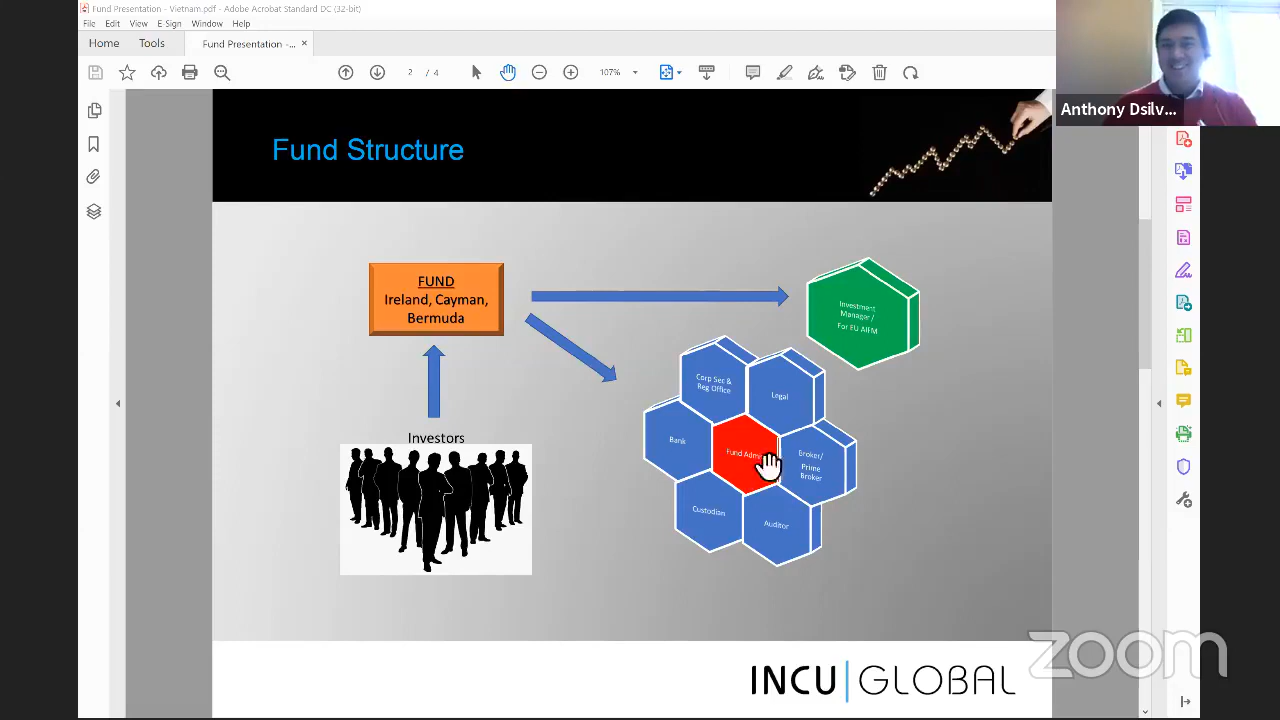 Fund Presentation - Vietnam.pdf - Adobe Acrobat Standard DC (32-bit)
File Edit View E-Sign Window Help
Home Tools Fund Presentation -... ×
2 / 4 107%
Anthony Dsilv...
Fund Structure
FUND
Ireland, Cayman,
Bermuda
Investment
Manager /
For EU AIFM
Corp Sec &
Reg Office
Legal
Investors
Bank
Fund Admi
Broker/
Prime
Broker
Custodian
Auditor
zoom
INCU GLOBAL